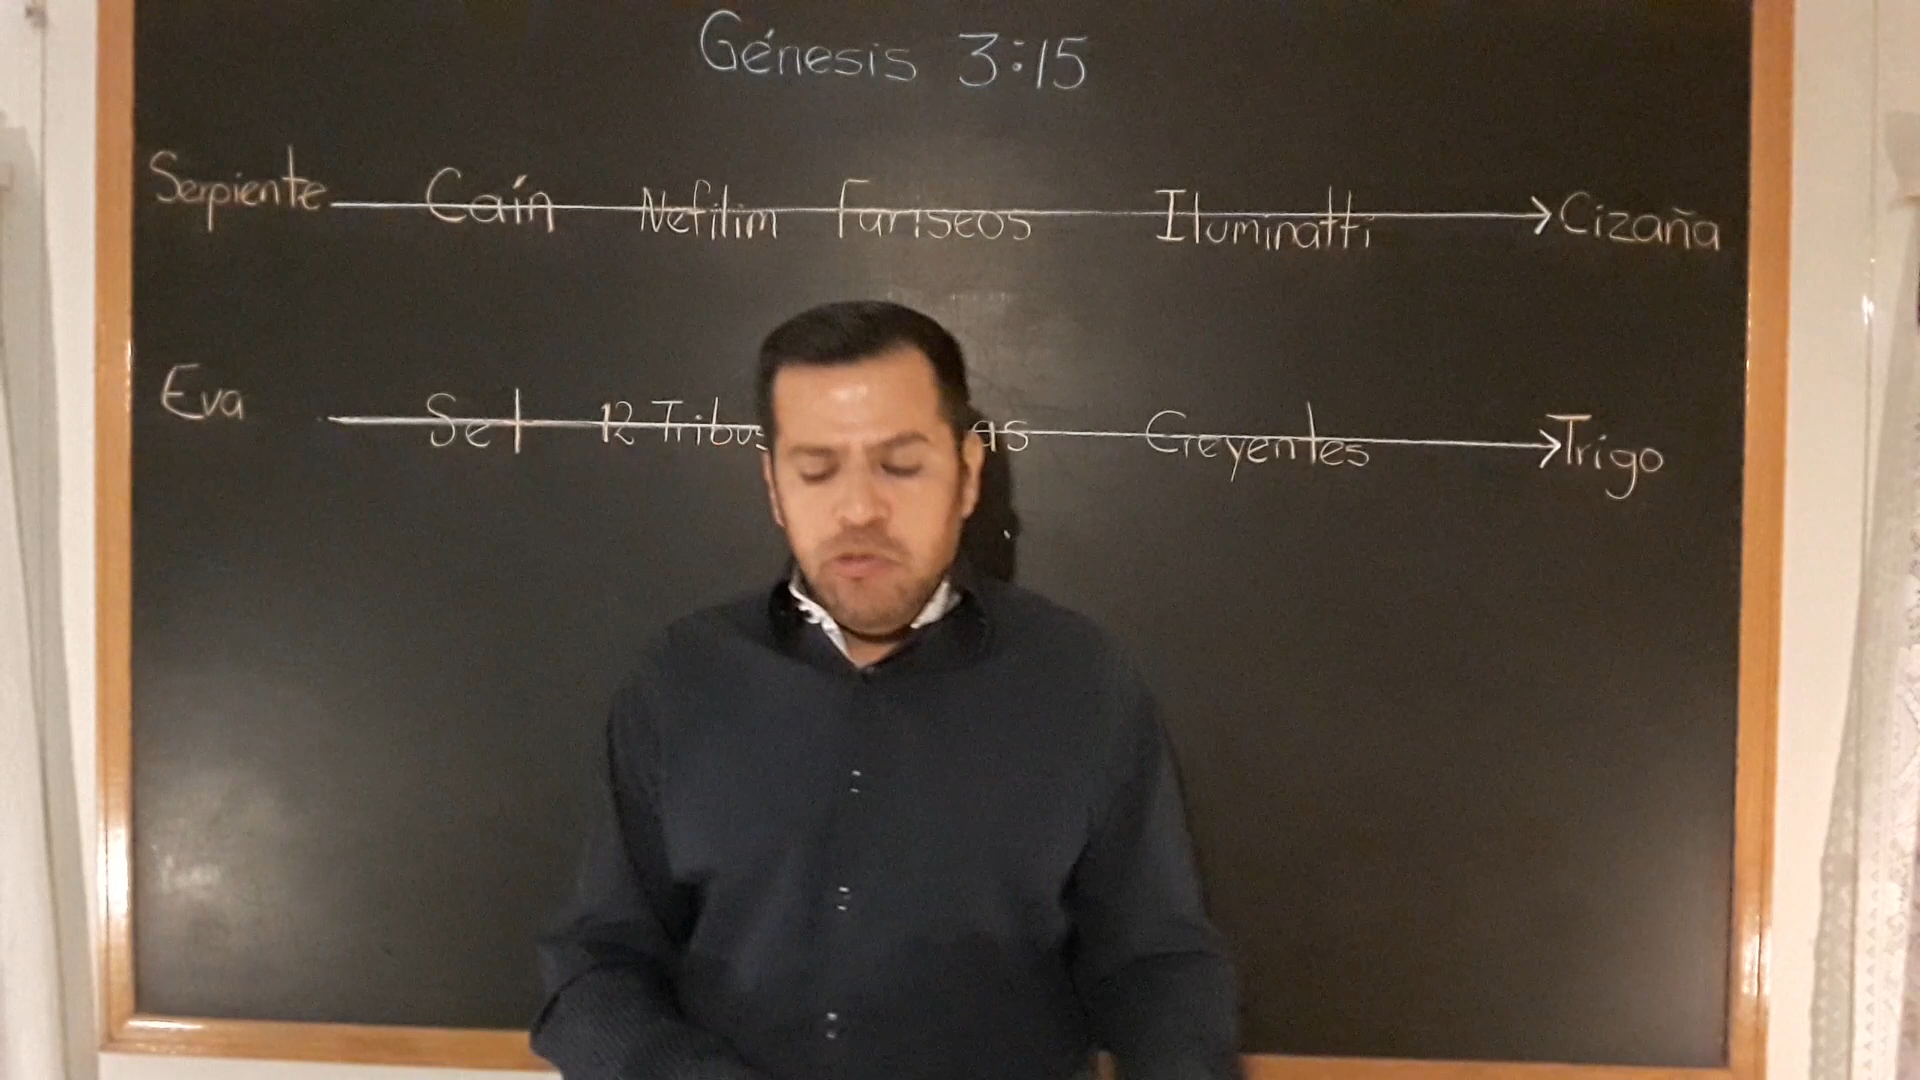 Génesis 3:15
Serpiente Caín Nefilim Fariseos Iluminatti Cizaña
Eva Set 12 Tribus Creyentes Trigo